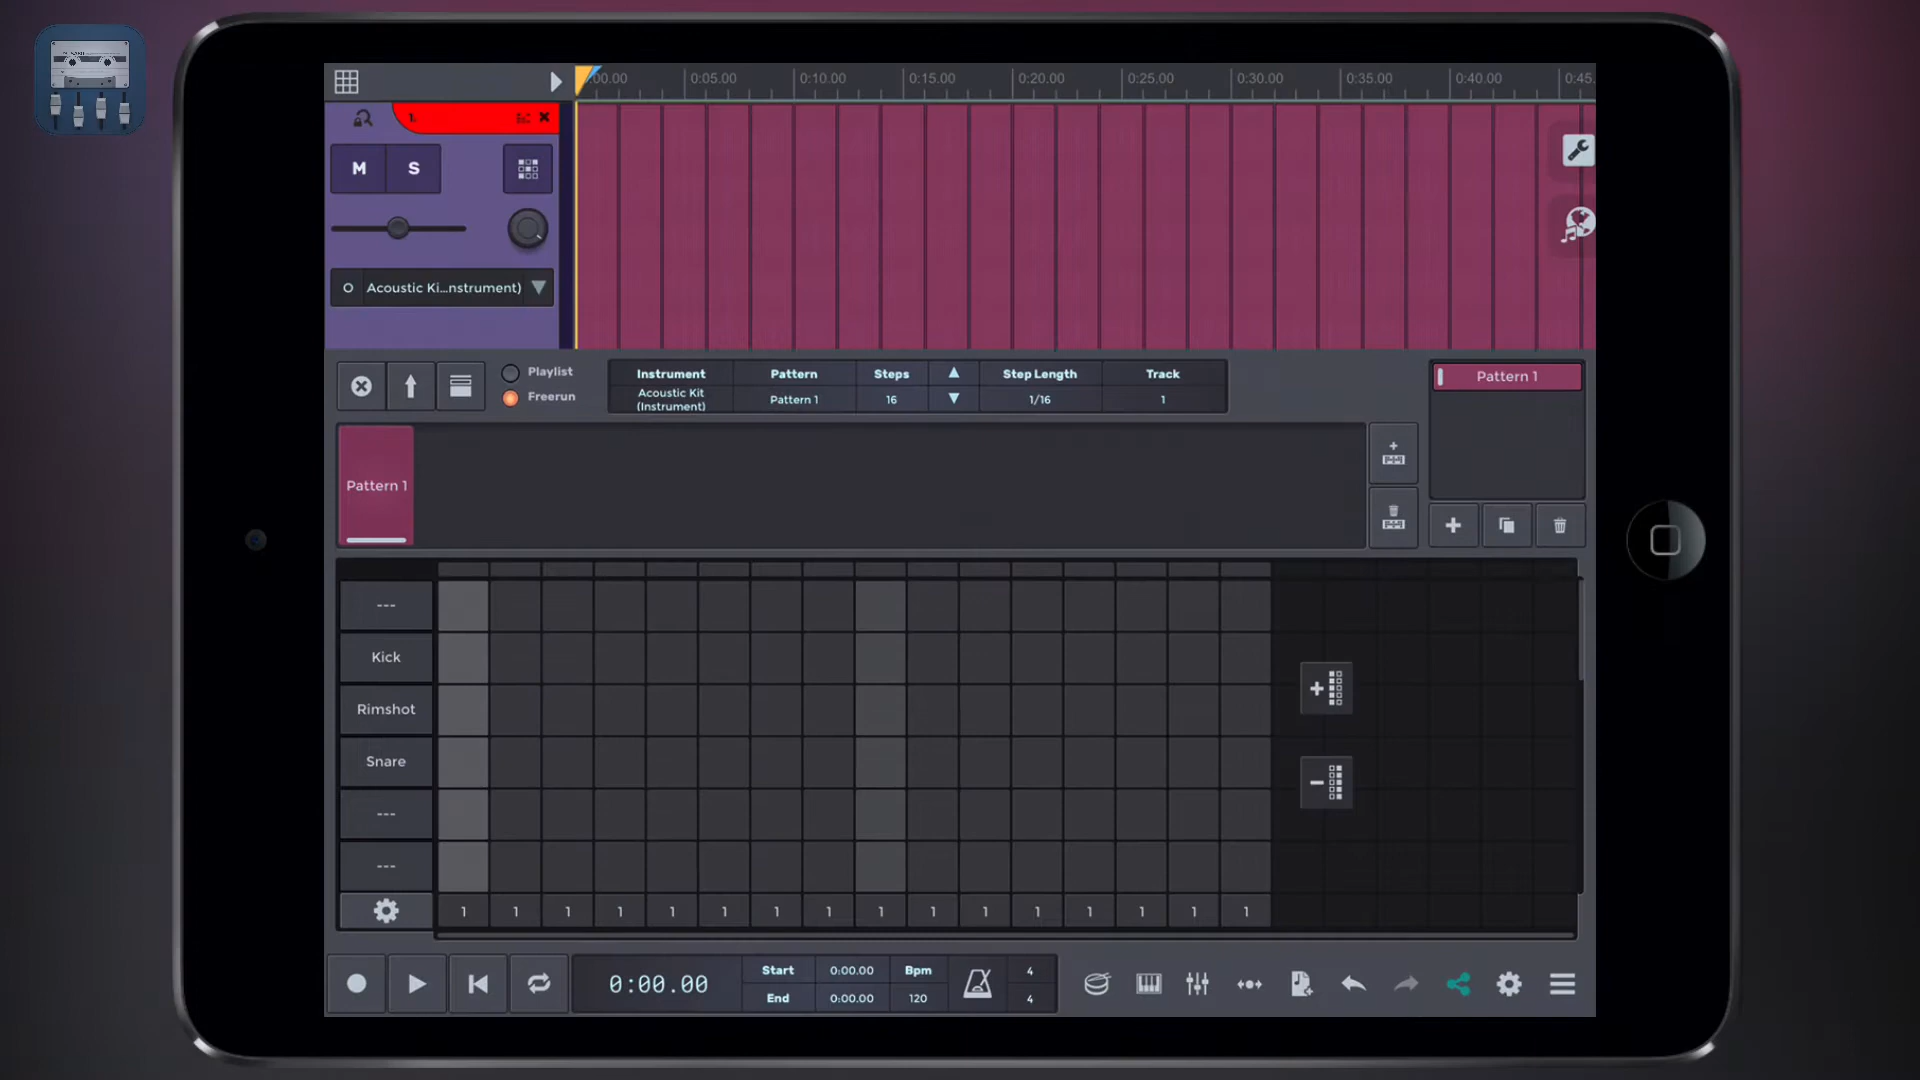 0:05.00
0:10.00
0:15.00
0:20.00
0:25.00
0:30.00
0:35.00
0:40.00
0:45.
M
S
Acoustic Ki...nstrument)
Playlist
Freerun
Instrument
Pattern
Steps
Step Length
Track
Acoustic Kit
(Instrument)
Pattern 1
16
1/16
1
Pattern 1
Pattern 1
---
Kick
Rimshot
Snare
---
---
1 1 1 1 1 1 1 1 1 1 1 1 1 1 1 1
0:00.00
Start
0:00.00
End
0:00.00
Bpm
120
4
4